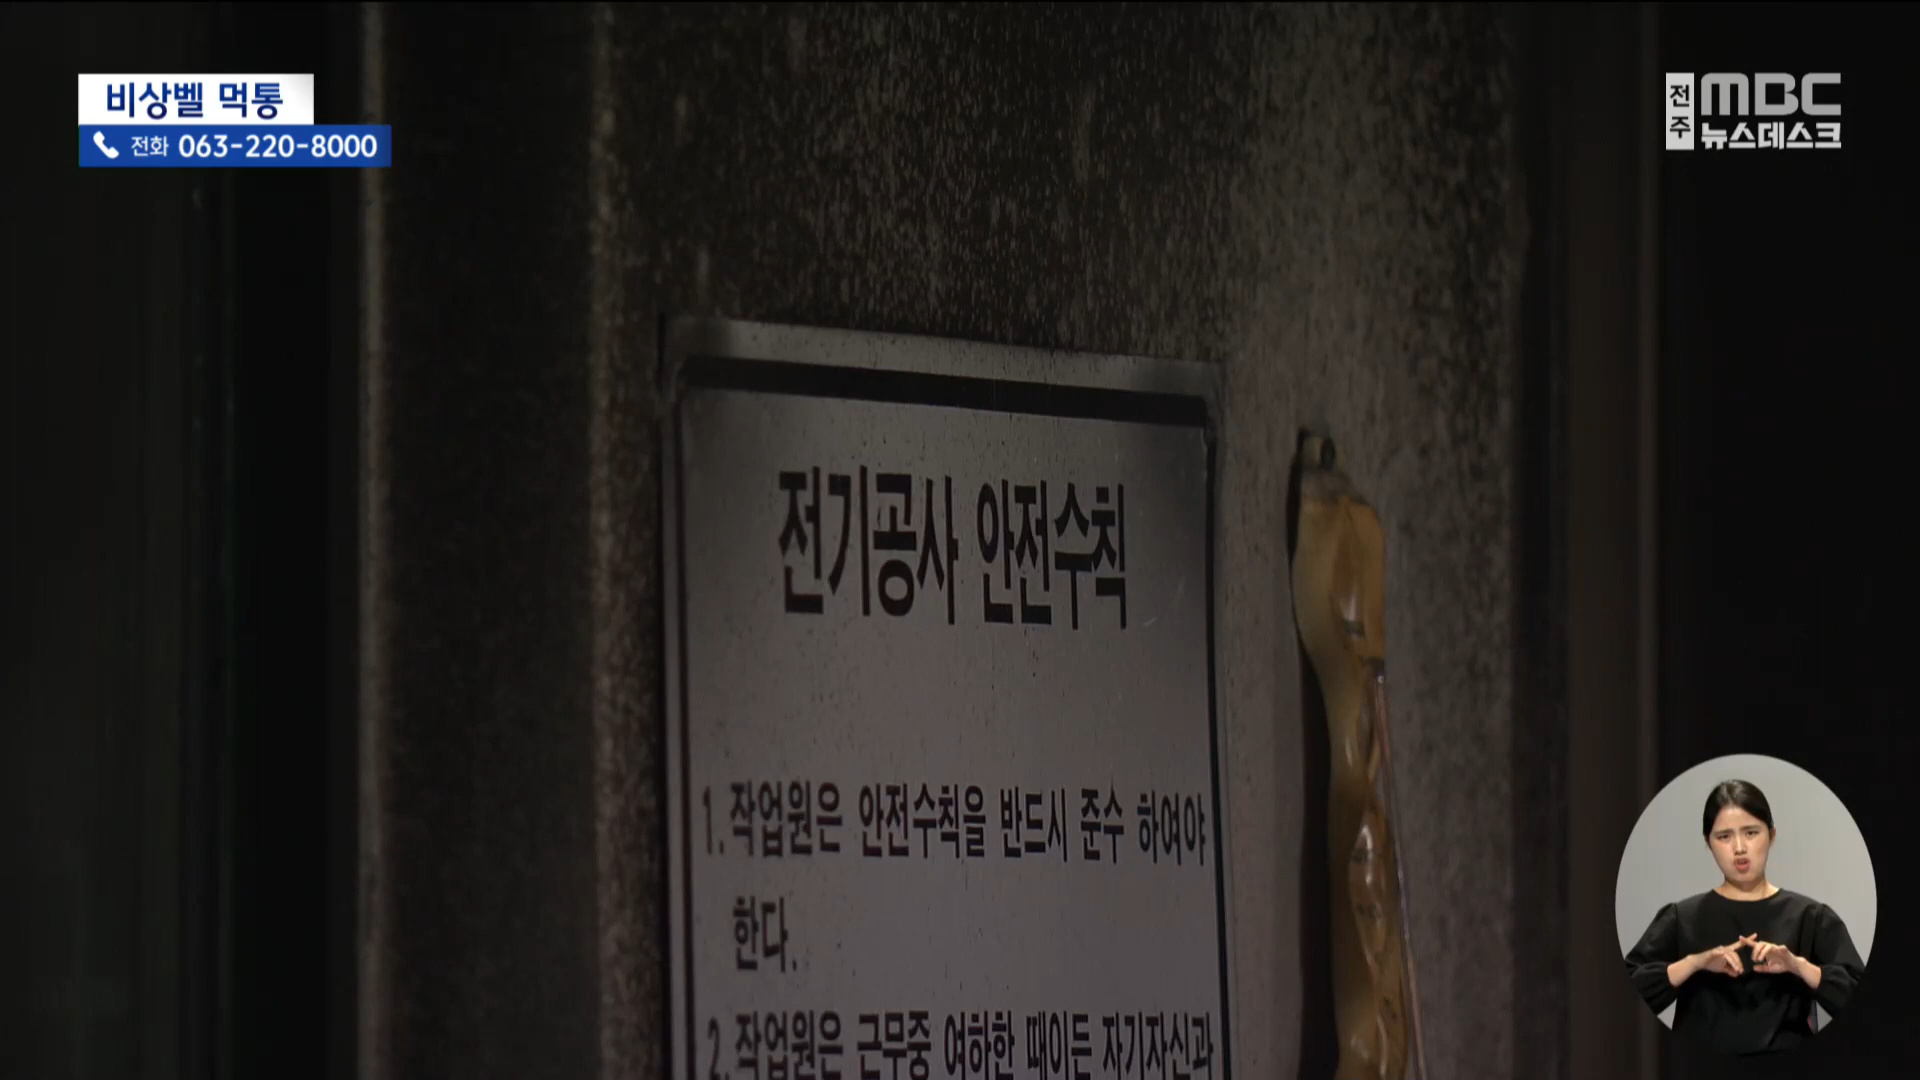 비상벨 먹통
전화 063-220-8000
전주
MBC
뉴스데스크
전기공사 안전수칙
1. 작업원은 안전수칙을 반드시 준수 하여야
한다.
2. 작업원은 근무중 여하한 때이든 자기자신과